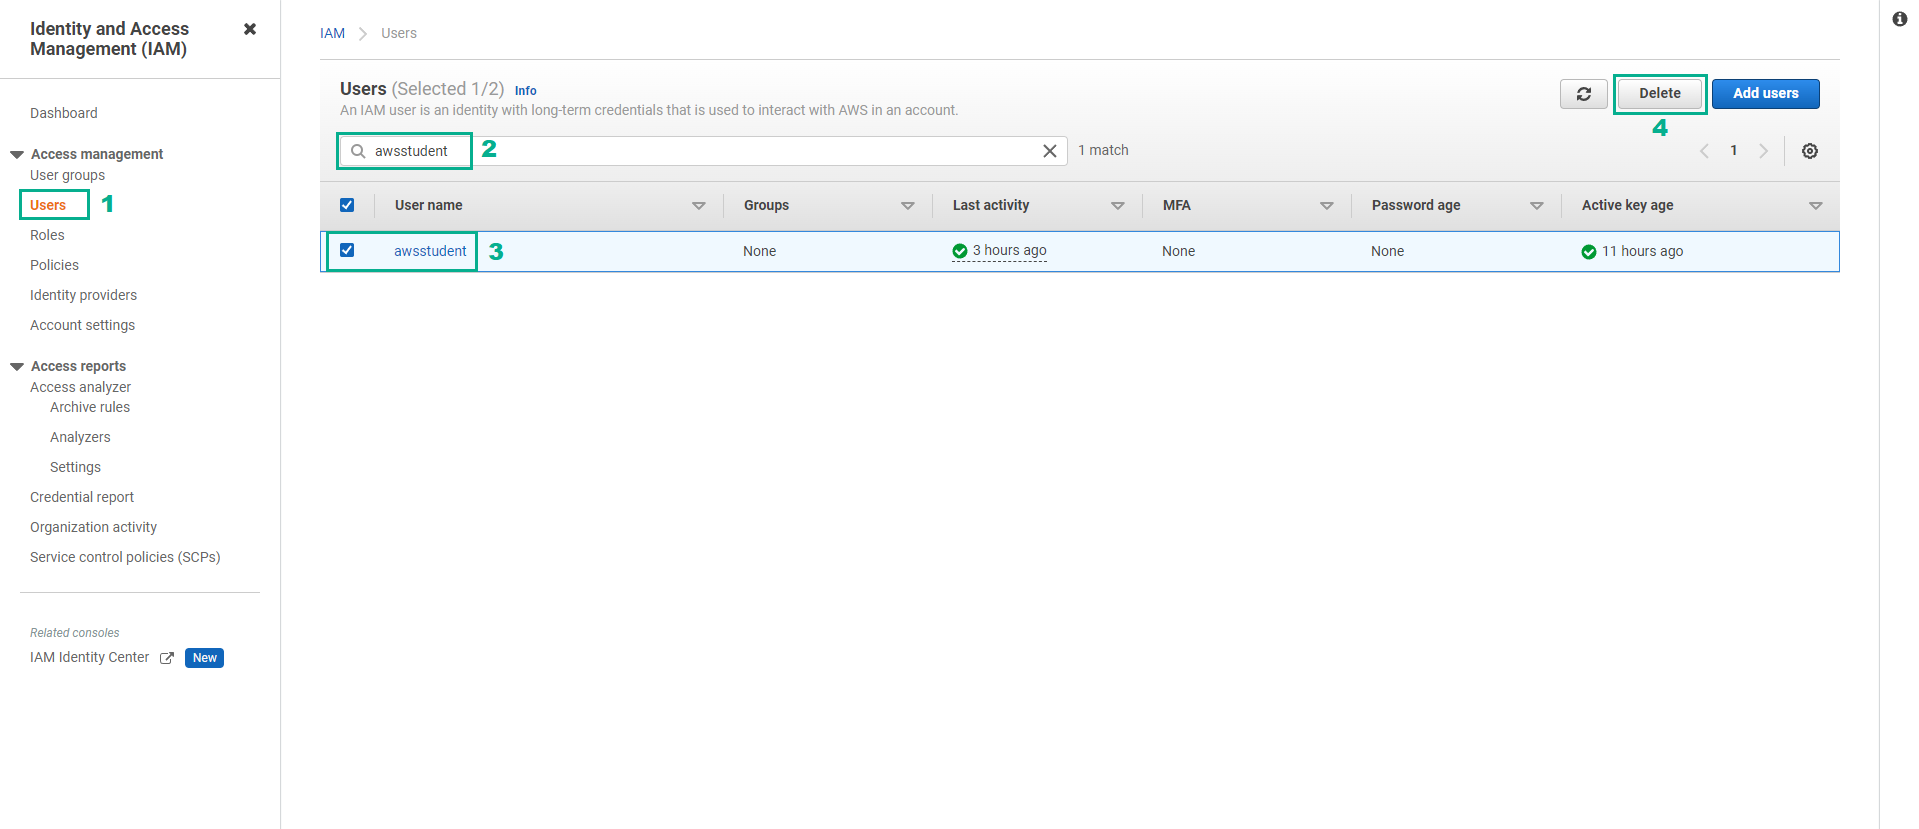 Identity and Access
Management (IAM)
Dashboard
Access management
User groups
Users 1
Roles
Policies
Identity providers
Account settings
Access reports
Access analyzer
Archive rules
Analyzers
Settings
Credential report
Organization activity
Service control policies (SCPs)
Related consoles
IAM Identity Center New
IAM Users
Users (Selected 1/2) Info
An IAM user is an identity with long-term credentials that is used to interact with AWS in an account.
Delete Add users
4
awsstudent 2 1 match 1
User name Groups Last activity MFA Password age Active key age
awsstudent 3 None 3 hours ago None None 11 hours ago